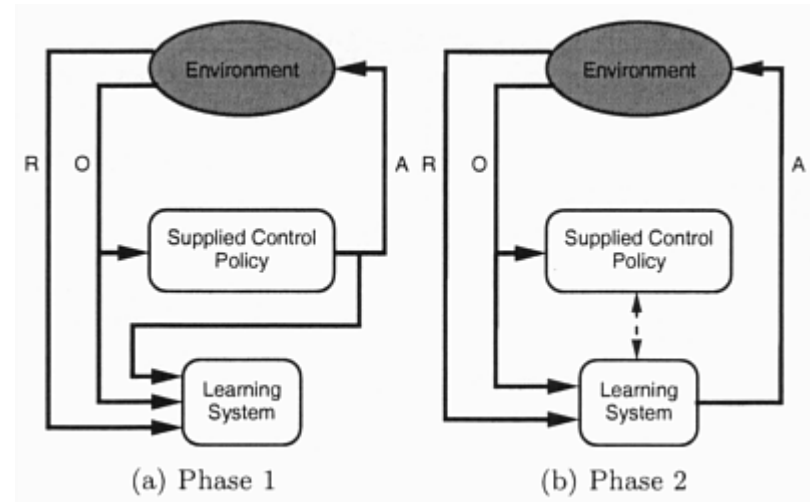 Environment
R
O
A
Supplied Control
Policy
Learning
System
(a) Phase 1
Environment
R
O
A
Supplied Control
Policy
Learning
System
(b) Phase 2